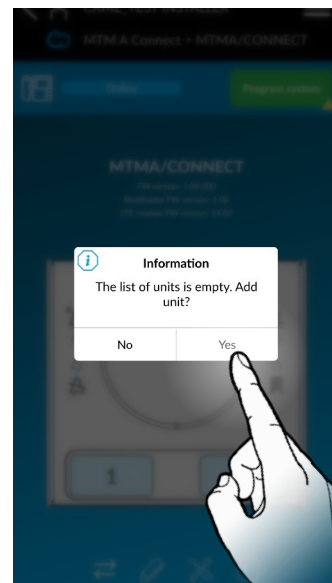 MTM A Connect > MTMA/CONNECT
Online
Program system
MTMA/CONNECT
Information
The list of units is empty. Add
unit?
No
Yes
1